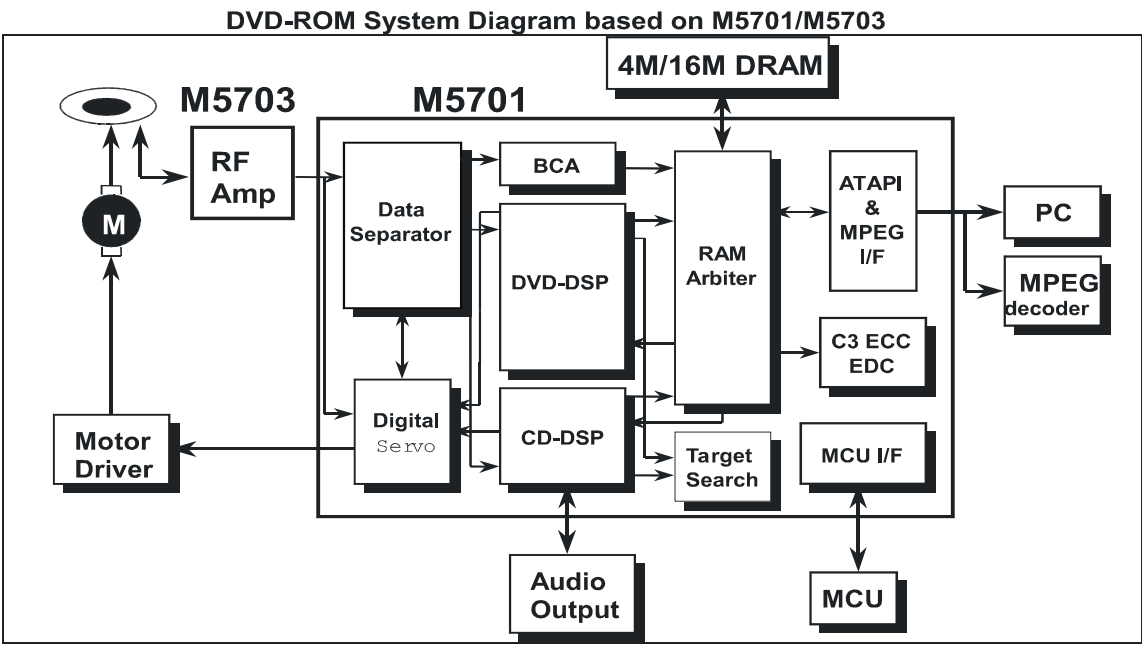 DVD-ROM System Diagram based on M5701/M5703
4M/16M DRAM
M5703
M5701
RF
Amp
Data
Separator
BCA
DVD-DSP
RAM
Arbiter
ATAPI
&
MPEG
I/F
PC
MPEG
decoder
M
C3 ECC
EDC
Digital
Servo
CD-DSP
Target
Search
MCU I/F
Motor
Driver
Audio
Output
MCU